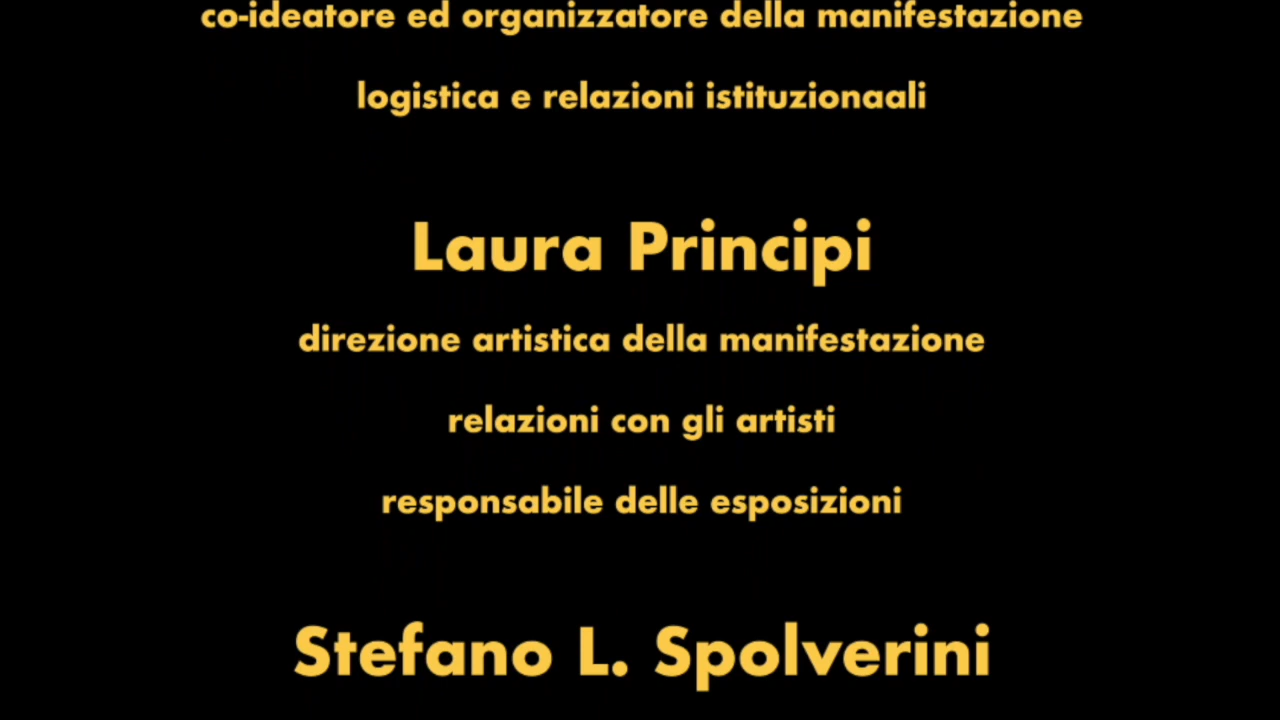 co-ideatore ed organizzatore della manifestazione
logistica e relazioni istituzionaali
Laura Principi
direzione artistica della manifestazione
relazioni con gli artisti
responsabile delle esposizioni
Stefano L. Spolverini